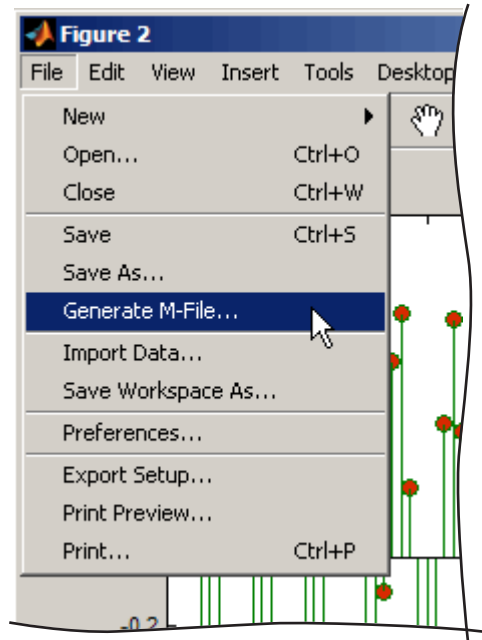 Figure 2
File Edit View Insert Tools Desktop
New
Open... Ctrl+O
Close Ctrl+W
Save Ctrl+S
Save As...
Generate M-File...
Import Data...
Save Workspace As...
Preferences...
Export Setup...
Print Preview...
Print... Ctrl+P
-0.2